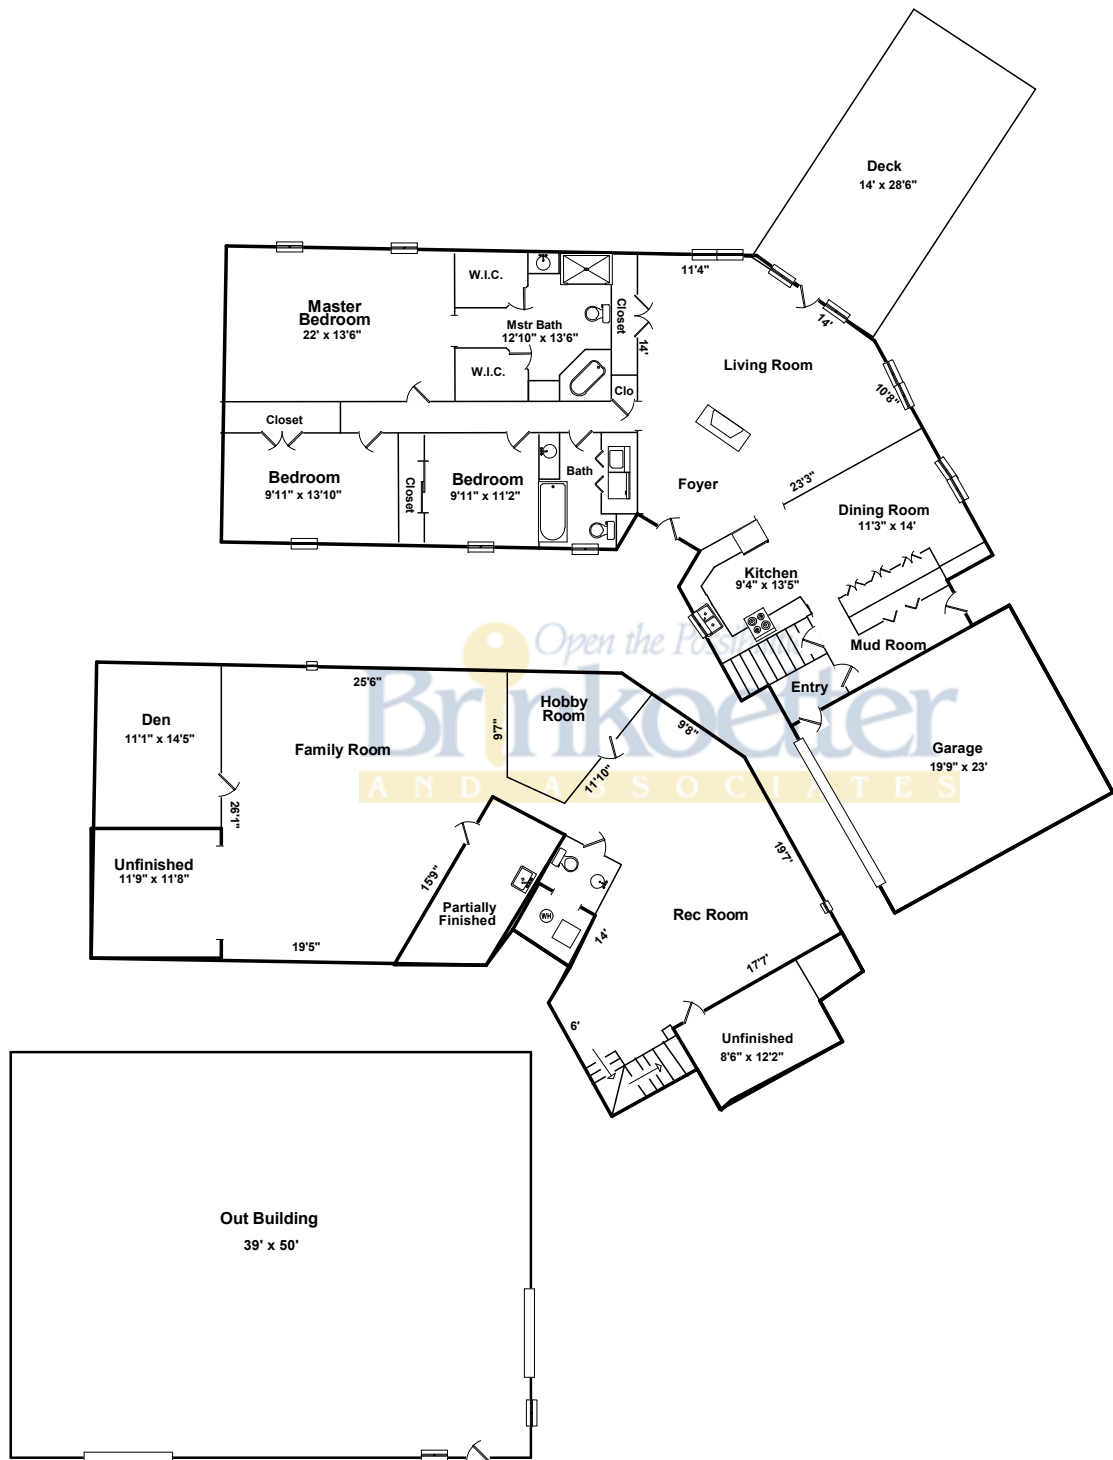 Deck
14' x 28'6"
11'4"
W.I.C.
Master
Bedroom
22' x 13'6"
Mstr Bath
12'10" x 13'6"
Closet
14'
14'
Living Room
W.I.C.
Clo
10'8"
Closet
Bedroom
9'11" x 13'10"
Closet
Bedroom
9'11" x 11'2"
Bath
Foyer
23'3"
Dining Room
11'3" x 14'
Kitchen
9'4" x 13'5"
Mud Room
Entry
Garage
19'9" x 23'
Open the Possibilities
Brinkoetter
AND ASSOCIATES
25'6"
Den
11'1" x 14'5"
Family Room
9'7"
Hobby
Room
9'8"
11'10"
26'1"
Unfinished
11'9" x 11'8"
15'9"
19'7"
Partially
Finished
WH
14'
Rec Room
19'5"
17'7'
6'
Unfinished
8'6" x 12'2"
Out Building
39' x 50'